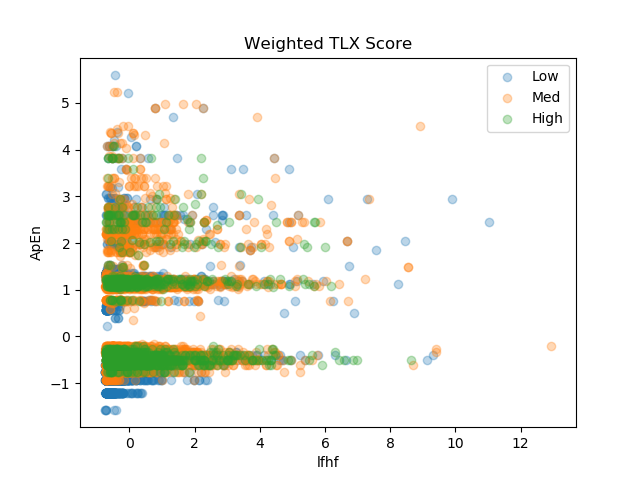 Weighted TLX Score
Low
Med
High
5
4
3
2
1
0
−1
ApEn
0 2 4 6 8 10 12
lfhf